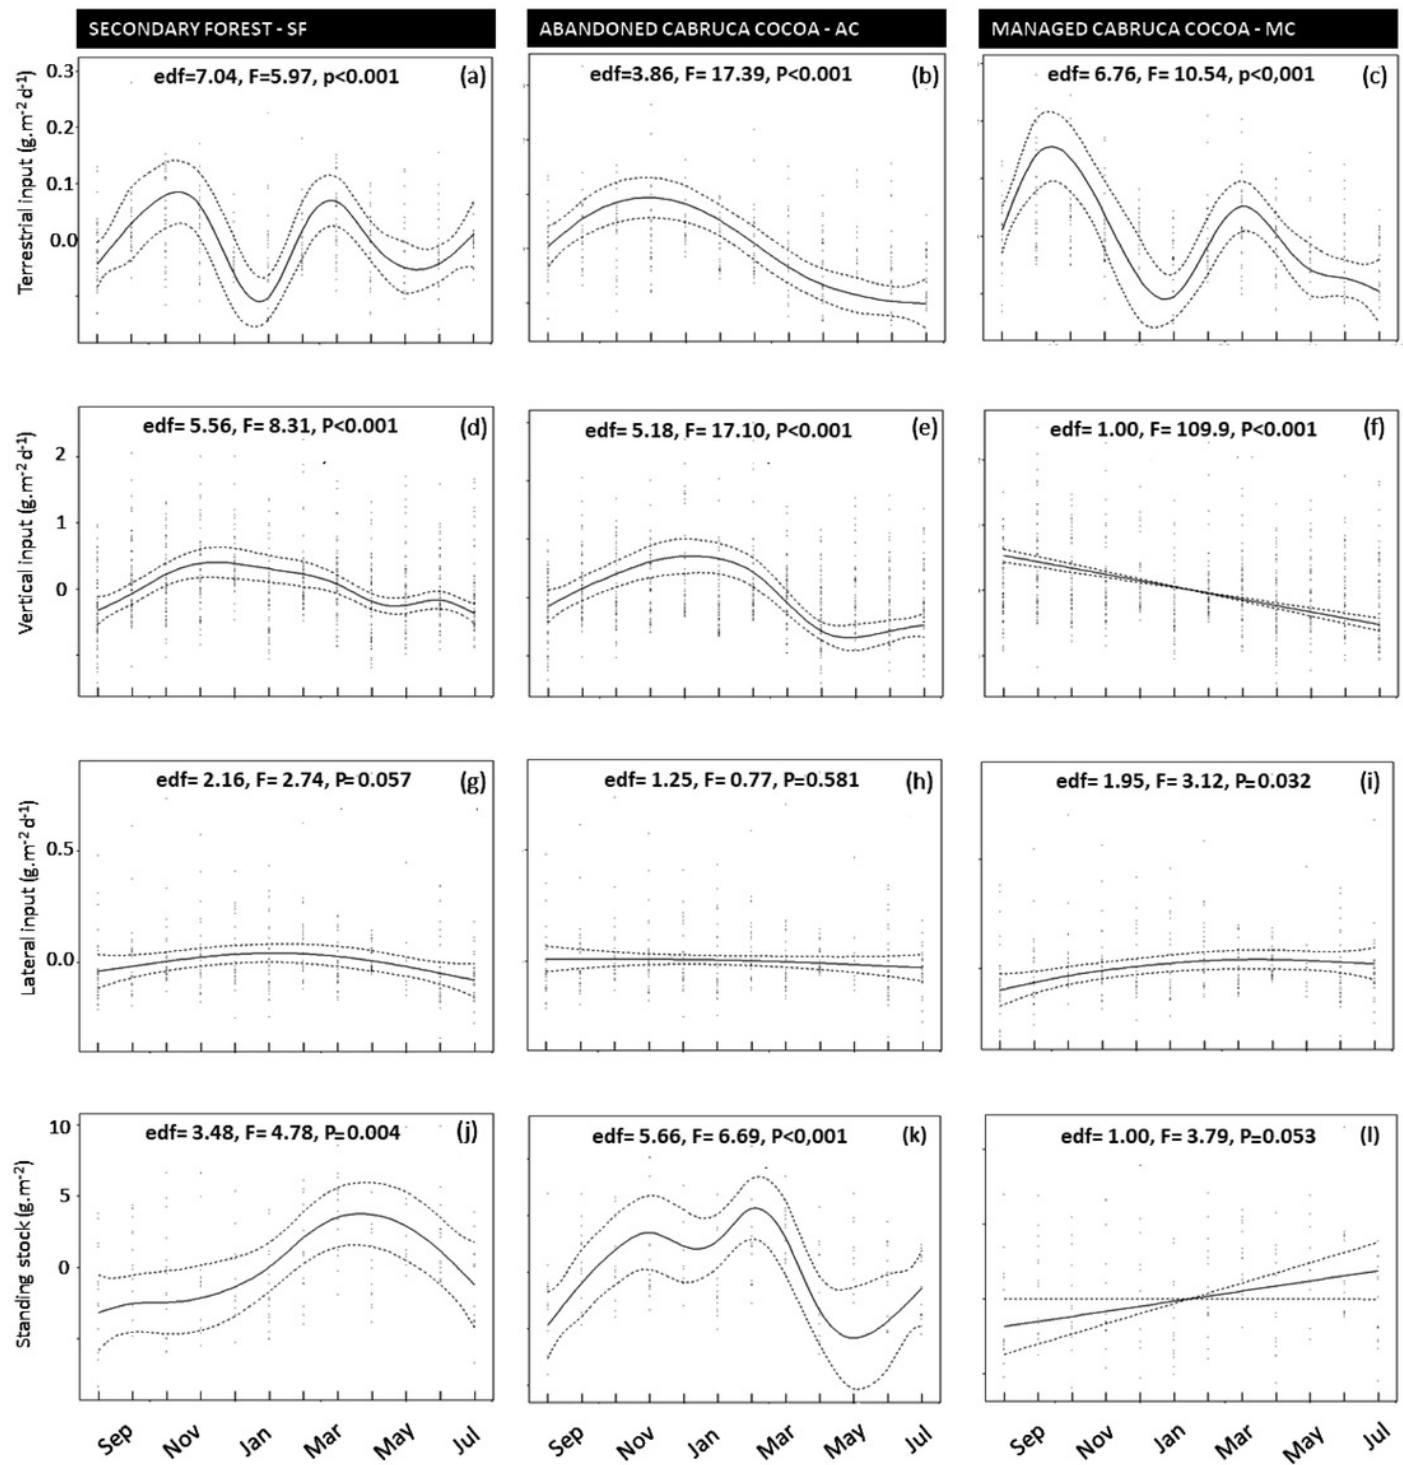 SECONDARY FOREST - SF
ABANDONED CABRUCA COCOA - AC
MANAGED CABRUCA COCOA - MC
Terrestrial input (g.m-2 d-1)
0.3
0.2
0.1
0.0
edf=7.04, F=5.97, p<0.001 (a)
edf=3.86, F= 17.39, P<0.001 (b)
edf= 6.76, F= 10.54, p<0,001 (c)
Vertical input (g.m-2 d-1)
2
1
0
edf= 5.56, F= 8.31, P<0.001 (d)
edf= 5.18, F= 17.10, P<0.001 (e)
edf= 1.00, F= 109.9, P<0.001 (f)
Lateral input (g.m-2 d-1)
0.5
0.0
edf= 2.16, F= 2.74, P=0.057 (g)
edf= 1.25, F= 0.77, P=0.581 (h)
edf= 1.95, F= 3.12, P=0.032 (i)
Standing stock (g.m-2)
10
5
0
edf= 3.48, F= 4.78, P=0.004 (j)
edf= 5.66, F= 6.69, P<0,001 (k)
edf= 1.00, F= 3.79, P=0.053 (l)
Sep Nov Jan Mar May Jul
Sep Nov Jan Mar May Jul
Sep Nov Jan Mar May Jul